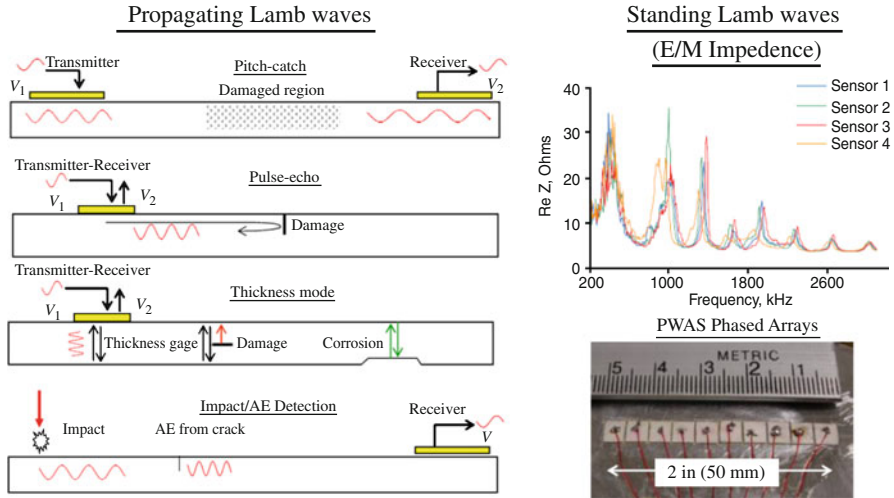 Propagating Lamb waves
Transmitter
V1
Pitch-catch
Damaged region
Receiver
V2
Transmitter-Receiver
V1
V2
Pulse-echo
Damage
Transmitter-Receiver
V1
V2
Thickness mode
Thickness gage
Damage
Corrosion
Impact/AE Detection
Impact
AE from crack
Receiver
V
Standing Lamb waves
(E/M Impedence)
Sensor 1
Sensor 2
Sensor 3
Sensor 4
Re Z, Ohms
40
30
20
10
0
200
1000
1800
2600
Frequency, kHz
PWAS Phased Arrays
METRIC
5 4 3 2 1
2 in (50 mm)